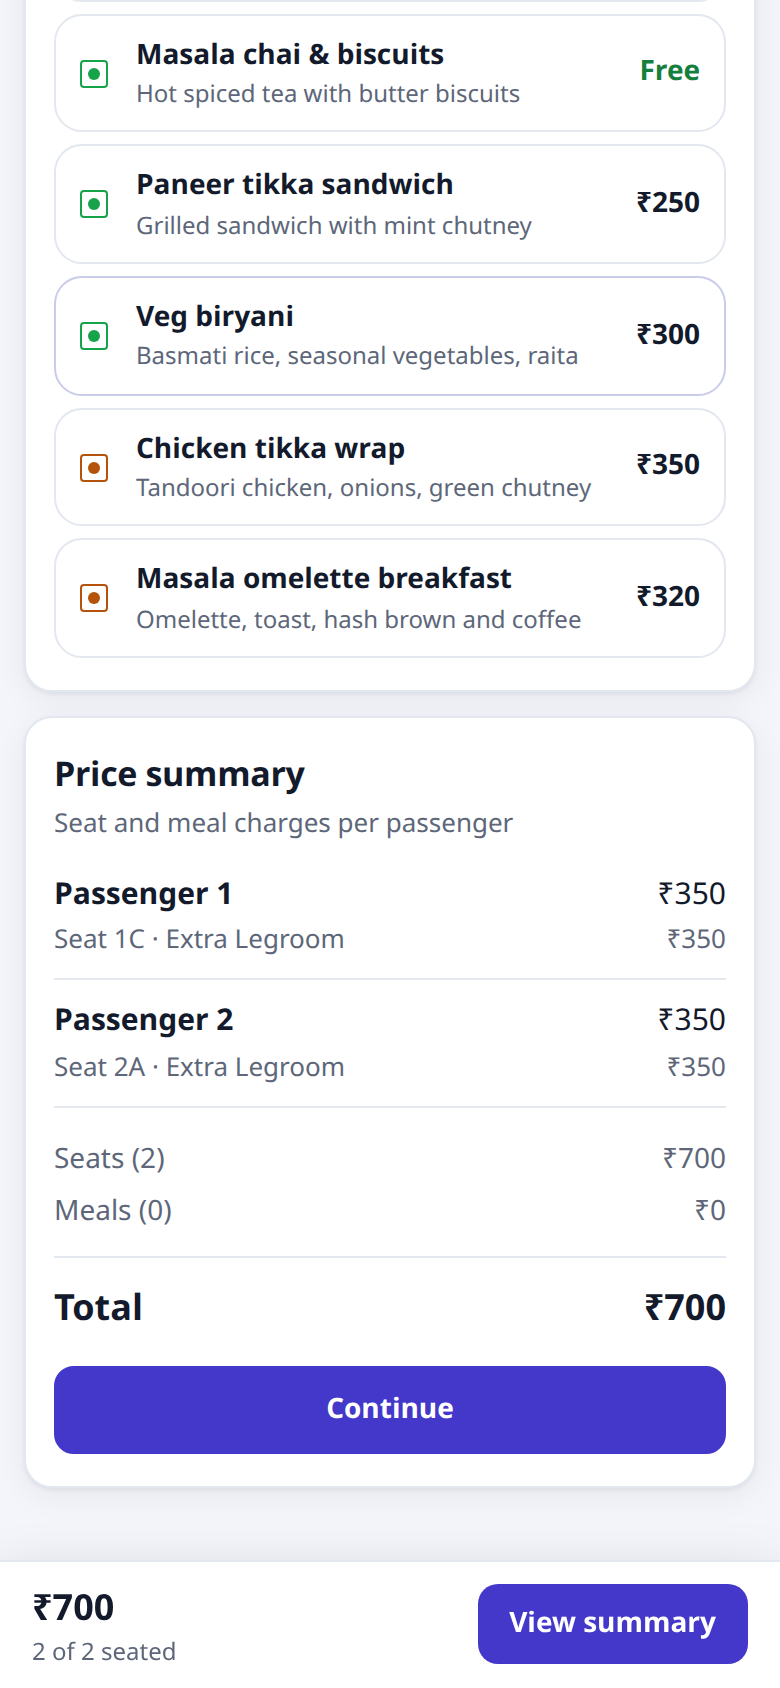 Masala chai & biscuits
Free
Hot spiced tea with butter biscuits
Paneer tikka sandwich
₹250
Grilled sandwich with mint chutney
Veg biryani
₹300
Basmati rice, seasonal vegetables, raita
Chicken tikka wrap
₹350
Tandoori chicken, onions, green chutney
Masala omelette breakfast
₹320
Omelette, toast, hash brown and coffee
Price summary
Seat and meal charges per passenger
Passenger 1 ₹350
Seat 1C · Extra Legroom ₹350
Passenger 2 ₹350
Seat 2A · Extra Legroom ₹350
Seats (2) ₹700
Meals (0) ₹0
Total ₹700
Continue
₹700
2 of 2 seated
View summary